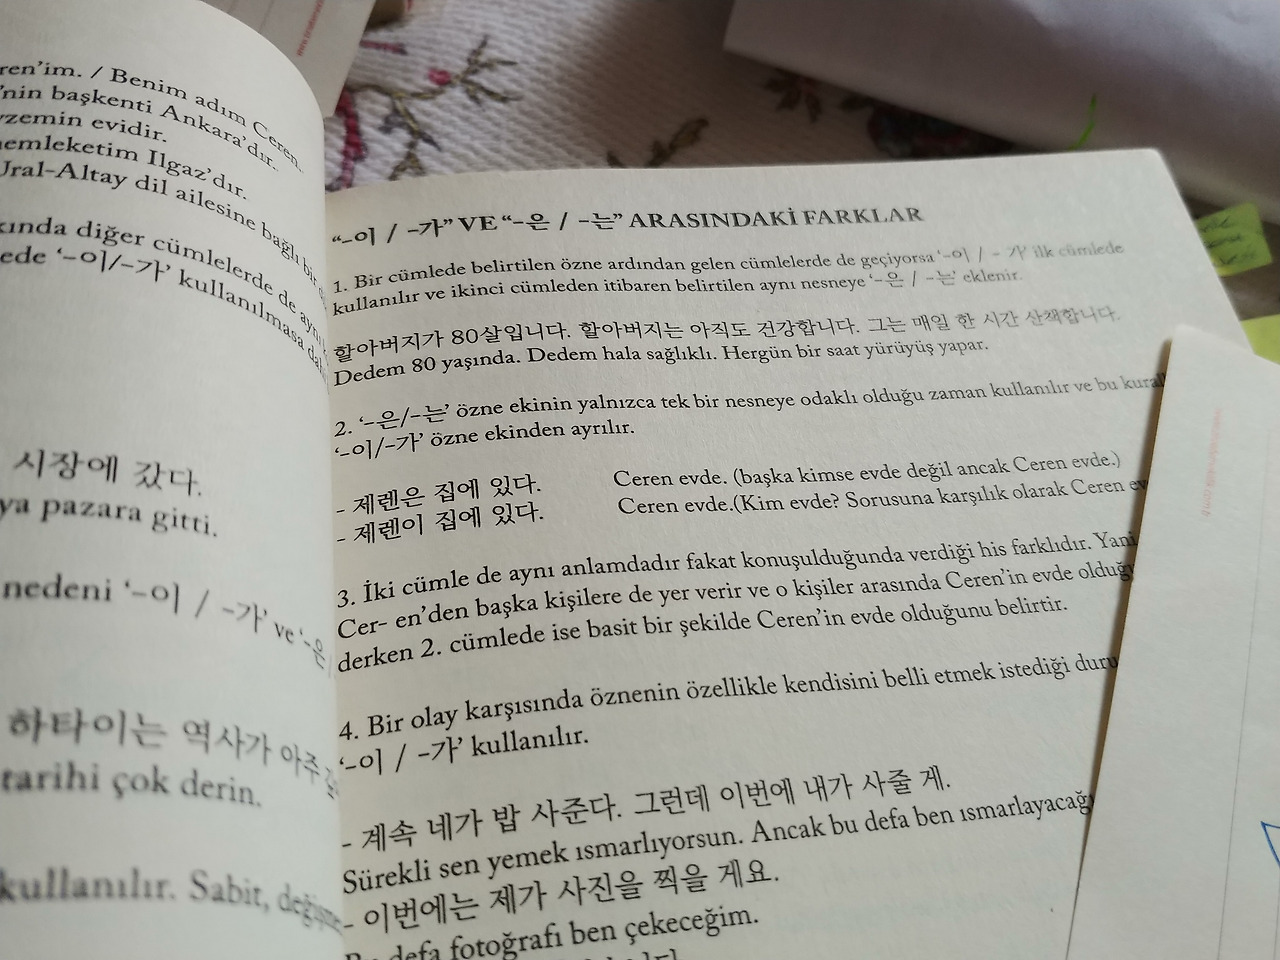 ren'im. / Benim adım Ceren.
'nin başkenti Ankara'dır.
yzemin evidir.
nemleketim Ilgaz'dır.
Ural-Altay dil ailesine bağlı bir
kında diğer cümlelerde de aynı
ede '-이/-가' kullanılmasa da
시장에 갔다.
ya pazara gitti.
nedeni '-이 / -가' ve '-은
하타이는 역사가 아주
tarihi çok derin.
kullanılır. Sabit, değişme
"-이 / -가" VE "-은 / -는" ARASINDAKİ FARKLAR
1. Bir cümlede belirtilen özne ardından gelen cümlelerde de geçiyorsa '-이 / - 가' ilk cümlede
kullanılır ve ikinci cümleden itibaren belirtilen aynı nesneye '-은 / -는' eklenir.
할아버지가 80살입니다. 할아버지는 아직도 건강합니다. 그는 매일 한 시간 산책합니다.
Dedem 80 yaşında. Dedem hala sağlıklı. Hergün bir saat yürüyüş yapar.
2. '-은/-는' özne ekinin yalnızca tek bir nesneye odaklı olduğu zaman kullanılır ve bu kurall
'-이/-가' özne ekinden ayrılır.
- 제렌은 집에 있다. Ceren evde. (başka kimse evde değil ancak Ceren evde.)
- 제렌이 집에 있다. Ceren evde.(Kim evde? Sorusuna karşılık olarak Ceren ev
3. İki cümle de aynı anlamdadır fakat konuşulduğunda verdiği his farklıdır. Yani
Cer- en'den başka kişilere de yer verir ve o kişiler arasında Ceren'in evde olduğu
derken 2. cümlede ise basit bir şekilde Ceren'in evde olduğunu belirtir.
4. Bir olay karşısında öznenin özellikle kendisini belli etmek istediği duru
'-이 / -가' kullanılır.
- 계속 네가 밥 사준다. 그런데 이번에 내가 사줄 게.
Sürekli sen yemek ısmarlıyorsun. Ancak bu defa ben ısmarlayacağ
- 이번에는 제가 사진을 찍을 게요.
defa fotoğrafı ben çekeceğim.